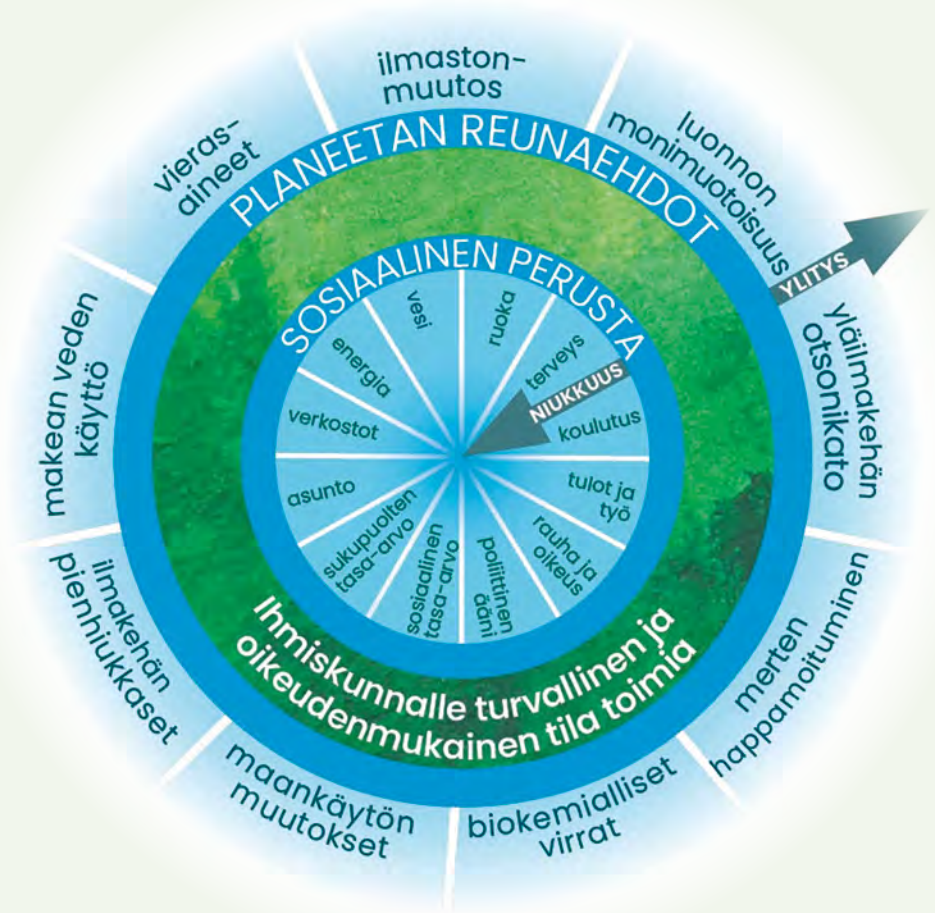 ilmaston-
muutos
luonnon
monimuotoisuus
YLITYS
yläilmakehän
otsonikato
merten
happamoituminen
biokemialliset
virrat
maankäytön
muutokset
ilmakehän
pienhiukkaset
makean veden
käyttö
vieras-
aineet
PLANEETAN REUNAEHDOT
SOSIAALINEN PERUSTA
ruoka
terveys
NIUKKUUS
koulutus
tulot ja
työ
rauha ja
oikeus
poliittinen
ääni
sosiaalinen
tasa-arvo
sukupuolten
tasa-arvo
asunto
verkostot
energia
vesi
Ihmiskunnalle turvallinen ja
oikeudenmukainen tila toimia